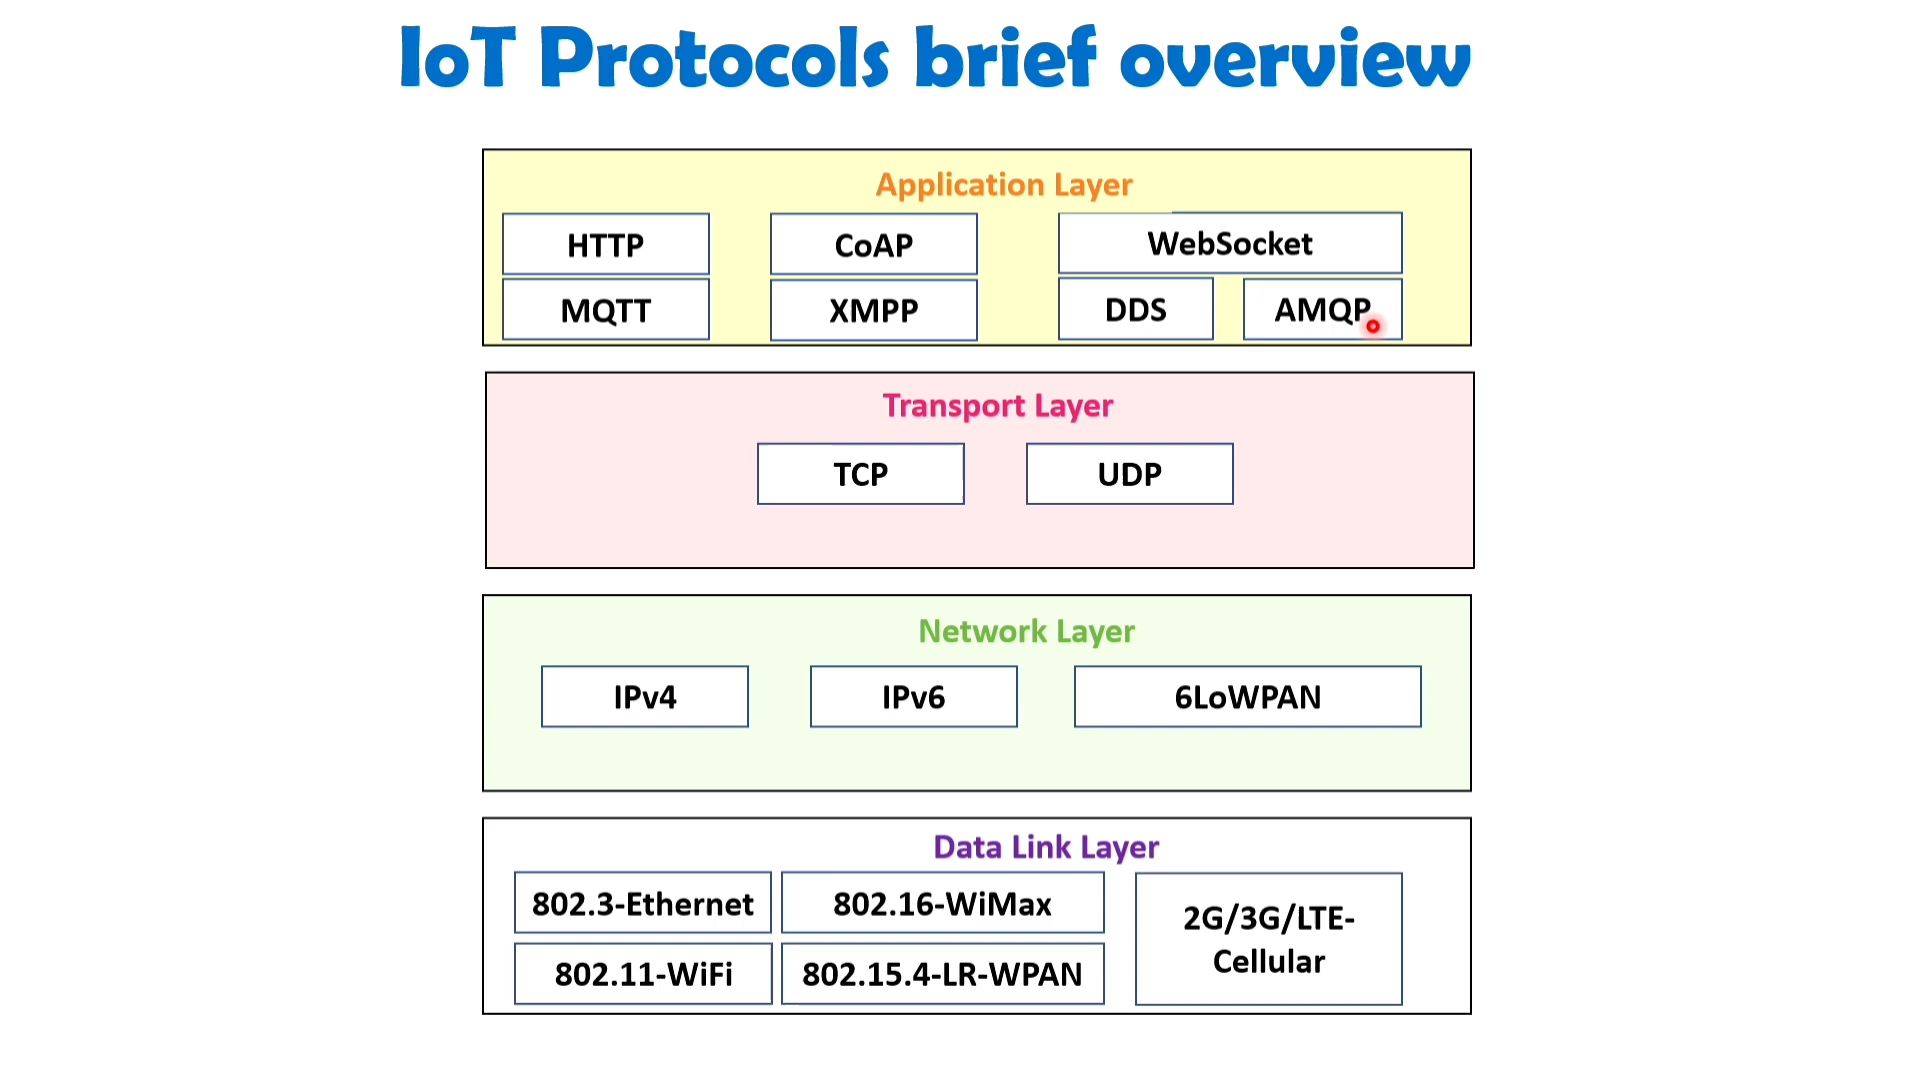 IoT Protocols brief overview
Application Layer
HTTP
CoAP
WebSocket
MQTT
XMPP
DDS
AMQP
Transport Layer
TCP
UDP
Network Layer
IPv4
IPv6
6LoWPAN
Data Link Layer
802.3-Ethernet
802.16-WiMax
2G/3G/LTE-
Cellular
802.11-WiFi
802.15.4-LR-WPAN